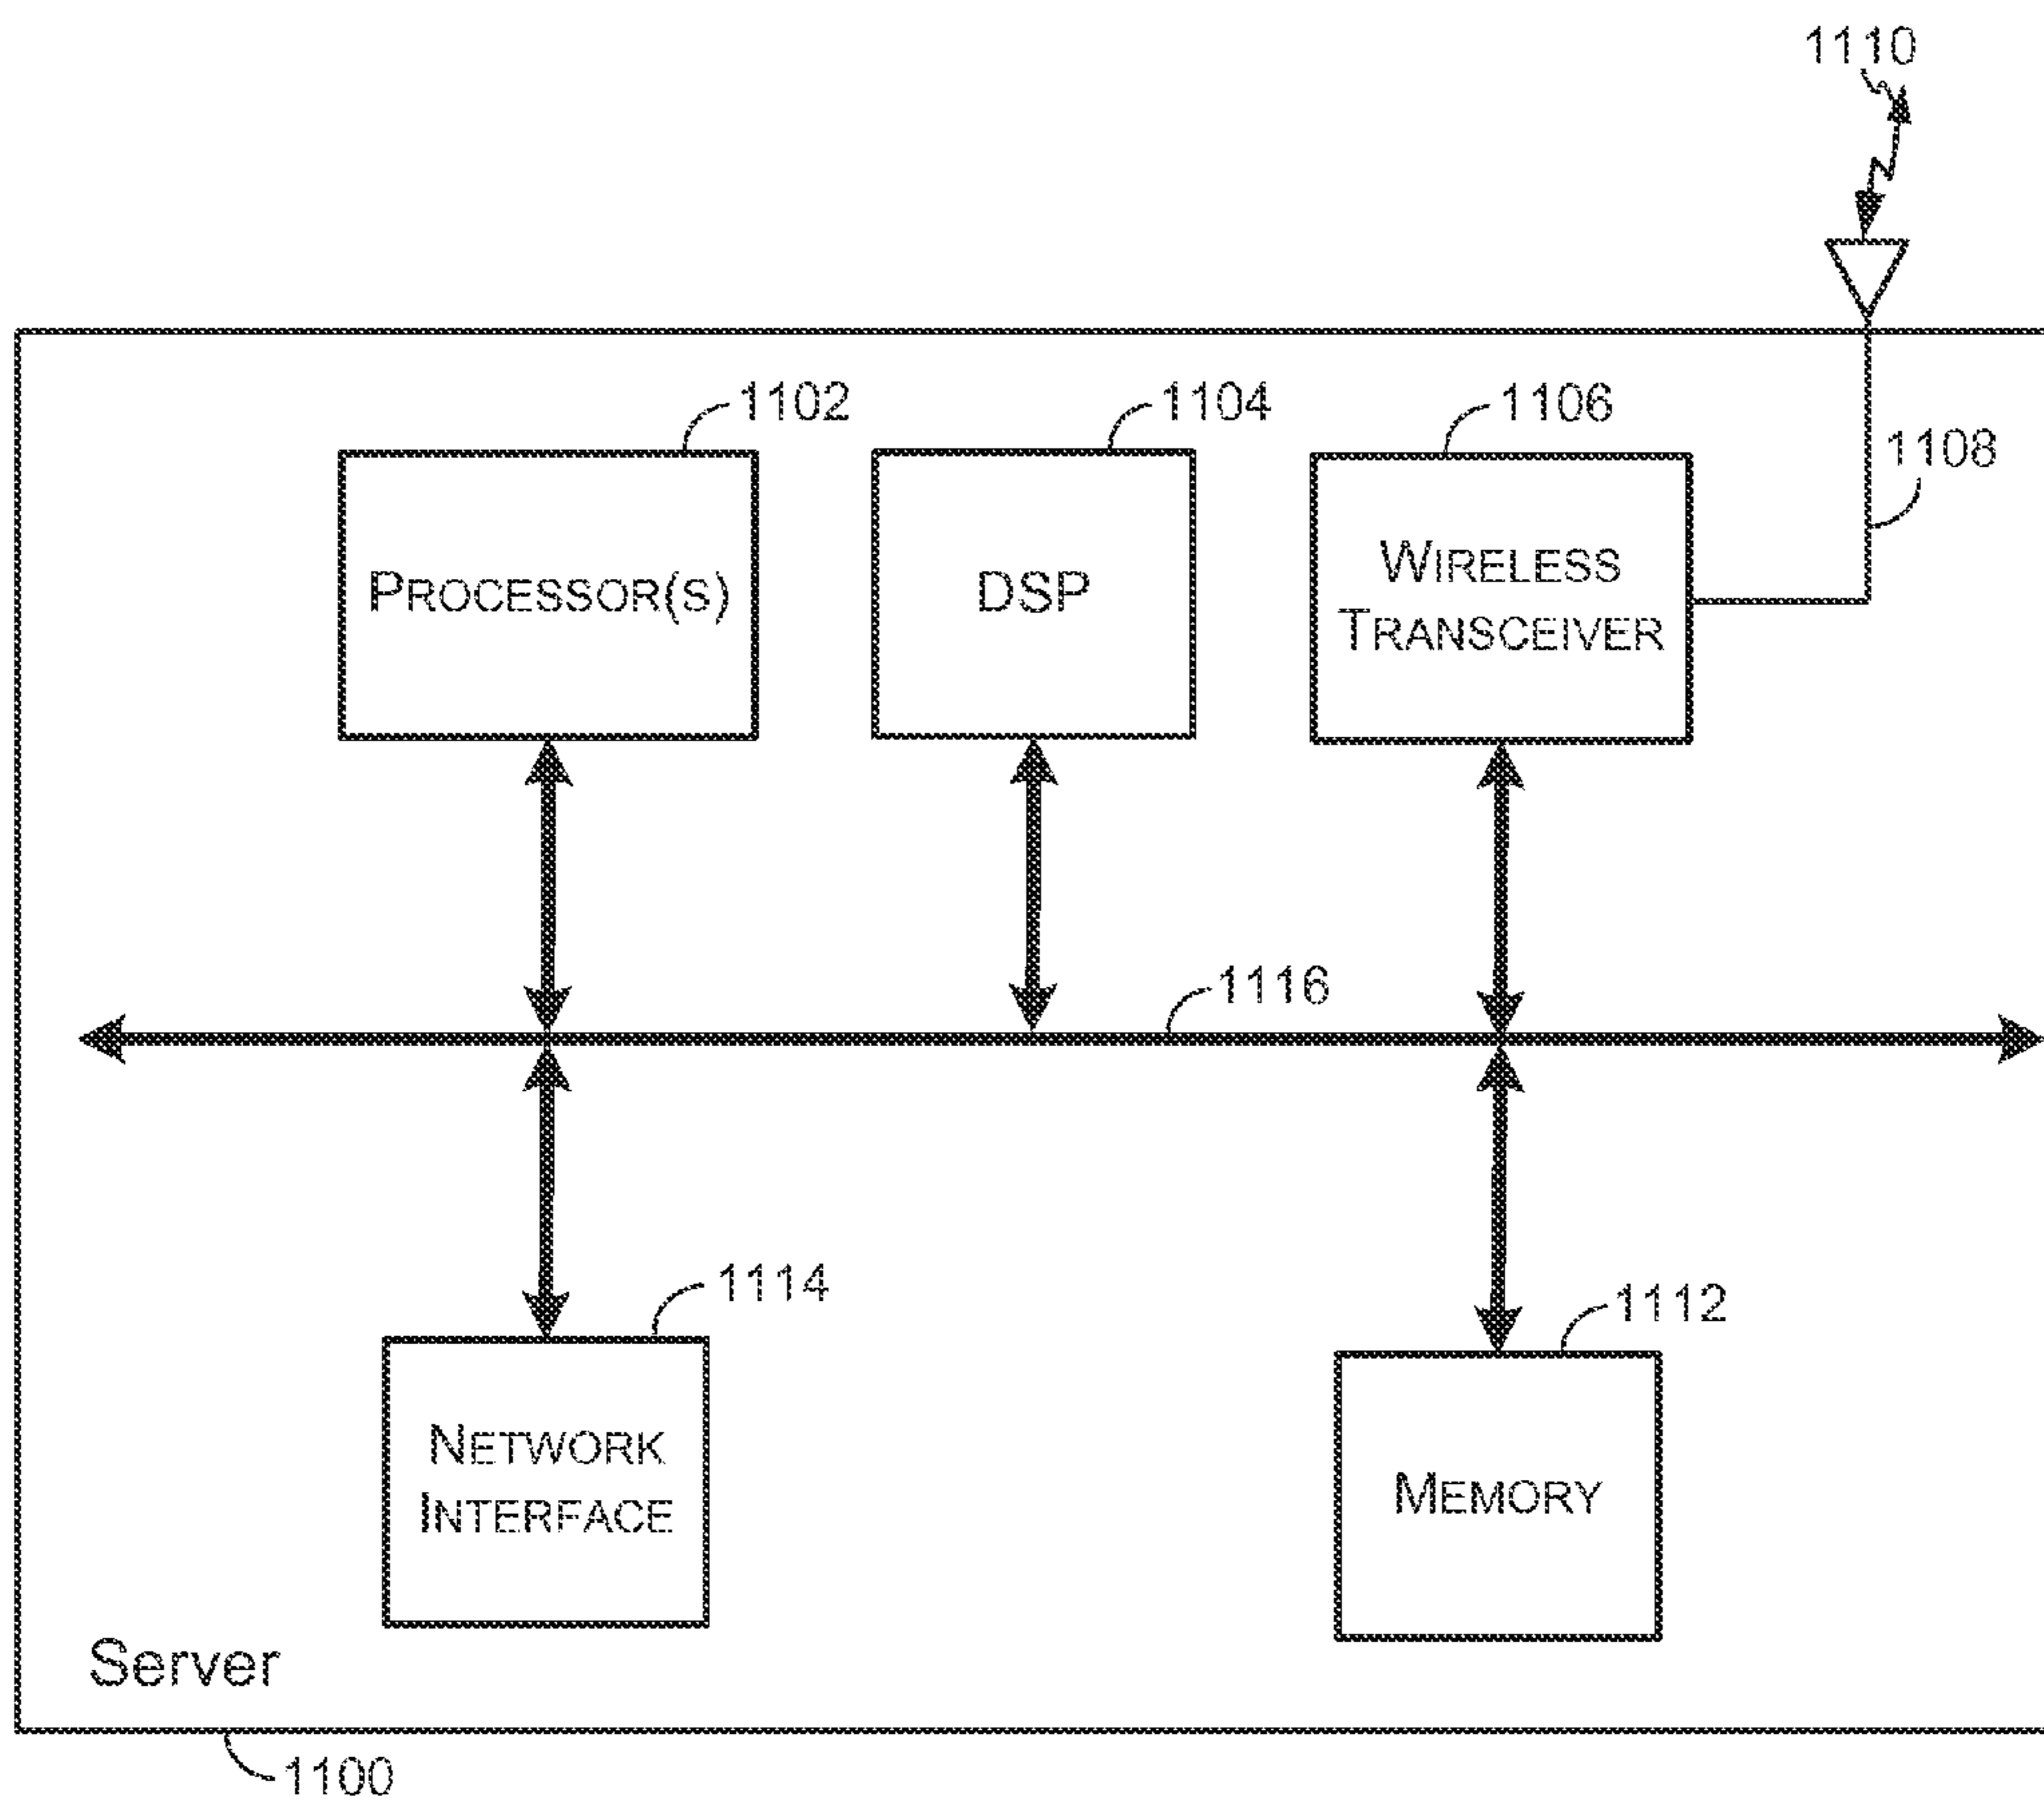 1110
1102
1104
1106
1108
PROCESSOR(S)
DSP
WIRELESS
TRANSCEIVER
1116
1114
1112
NETWORK
INTERFACE
MEMORY
Server
1100